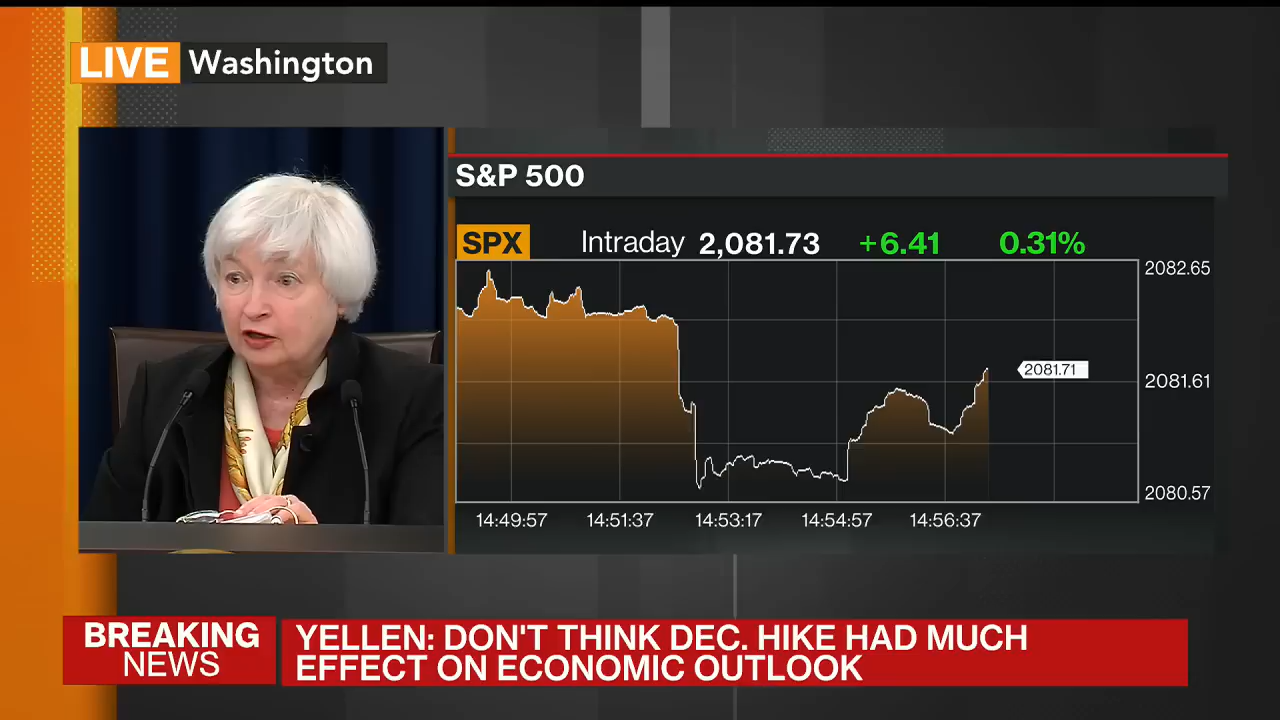 LIVE Washington
S&P 500
SPX Intraday 2,081.73 +6.41 0.31%
2082.65
2081.71
2081.61
2080.57
14:49:57 14:51:37 14:53:17 14:54:57 14:56:37
BREAKING NEWS
YELLEN: DON'T THINK DEC. HIKE HAD MUCH
EFFECT ON ECONOMIC OUTLOOK